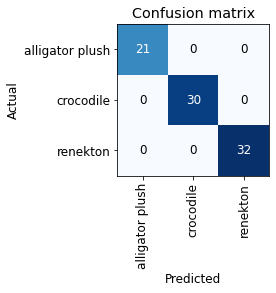 Confusion matrix
Actual
alligator plush 21 0 0
crocodile 0 30 0
renekton 0 0 32
alligator plush
crocodile
renekton
Predicted